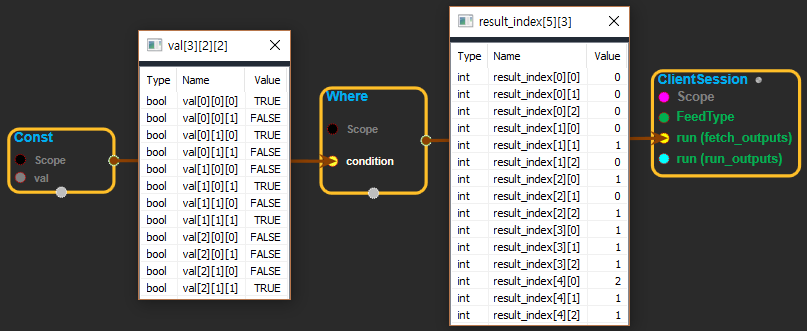 Const
Scope
val
val[3][2][2]
Type Name Value
bool val[0][0][0] TRUE
bool val[0][0][1] FALSE
bool val[0][1][0] TRUE
bool val[0][1][1] FALSE
bool val[1][0][0] FALSE
bool val[1][0][1] TRUE
bool val[1][1][0] FALSE
bool val[1][1][1] TRUE
bool val[2][0][0] FALSE
bool val[2][0][1] FALSE
bool val[2][1][0] FALSE
bool val[2][1][1] TRUE
Where
Scope
condition
result_index[5][3]
Type Name Value
int result_index[0][0] 0
int result_index[0][1] 0
int result_index[0][2] 0
int result_index[1][0] 0
int result_index[1][1] 1
int result_index[1][2] 0
int result_index[2][0] 1
int result_index[2][1] 0
int result_index[2][2] 1
int result_index[3][0] 1
int result_index[3][1] 1
int result_index[3][2] 1
int result_index[4][0] 2
int result_index[4][1] 1
int result_index[4][2] 1
ClientSession
Scope
FeedType
run (fetch_outputs)
run (run_outputs)